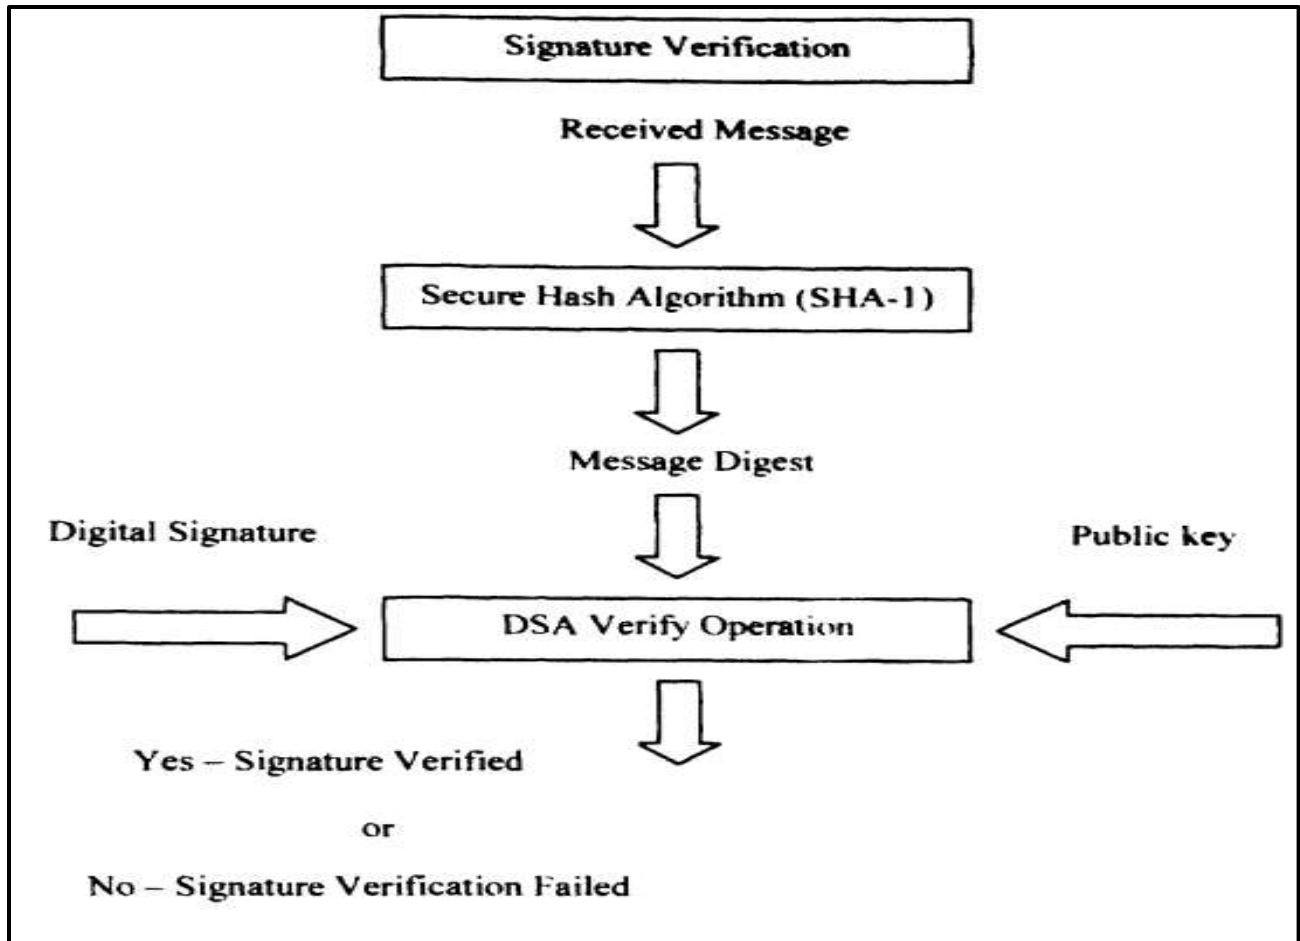 Signature Verification
Received Message
Secure Hash Algorithm (SHA-1)
Message Digest
Digital Signature
Public key
DSA Verify Operation
Yes – Signature Verified
or
No – Signature Verification Failed